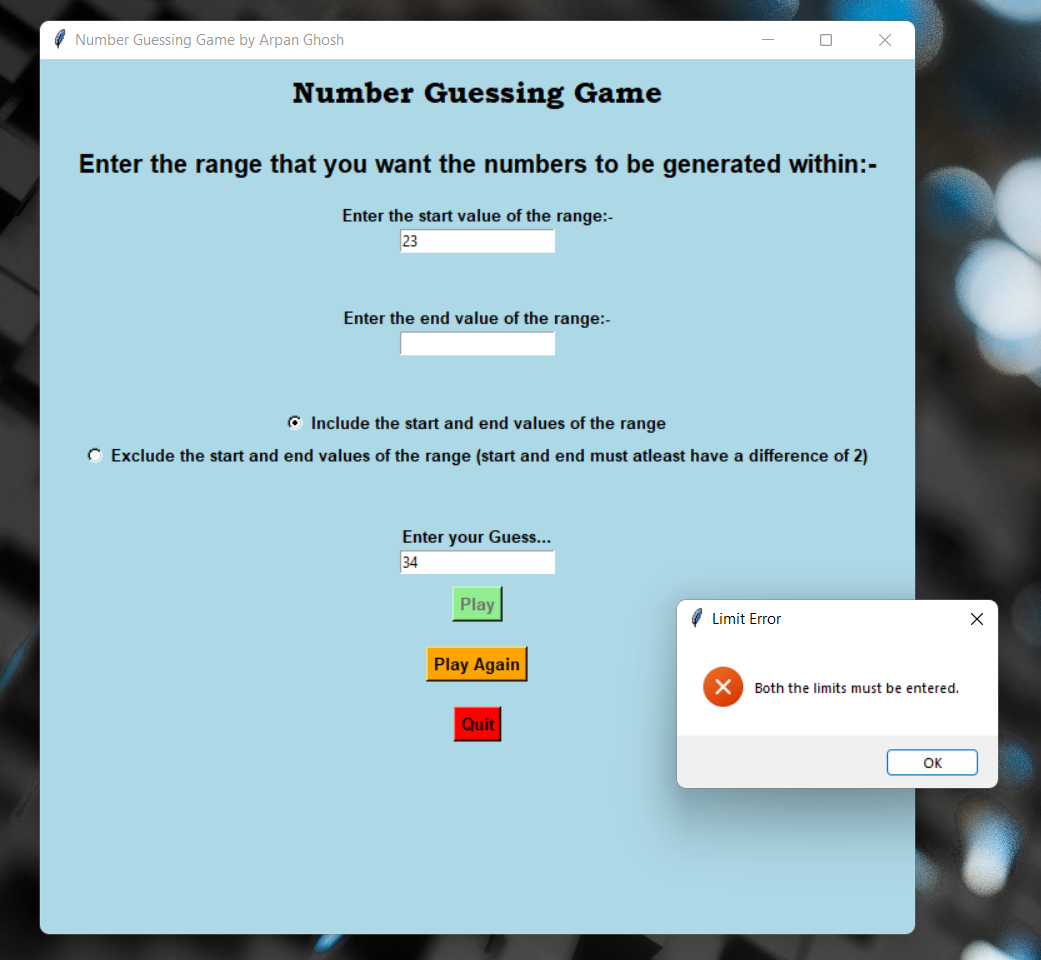 Number Guessing Game by Arpan Ghosh
Number Guessing Game
Enter the range that you want the numbers to be generated within:-
Enter the start value of the range:-
23
Enter the end value of the range:-
Include the start and end values of the range
Exclude the start and end values of the range (start and end must atleast have a difference of 2)
Enter your Guess...
34
Play
Play Again
Quit
Limit Error
Both the limits must be entered.
OK